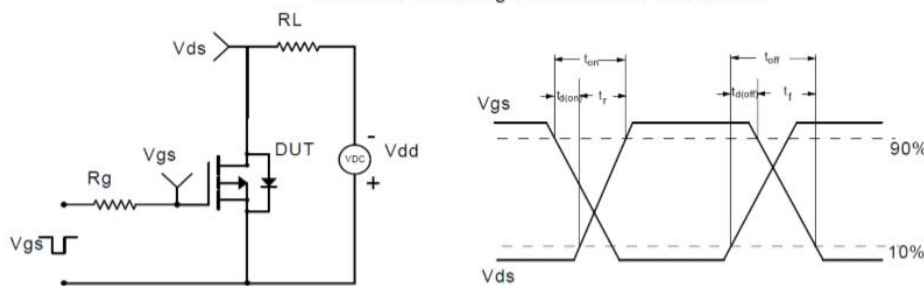 RL
Vds
-
Vdd
+
VDC
DUT
Vgs
Rg
Vgs
ton
toff
td(on)
tr
td(off)
tf
Vgs
90%
10%
Vds